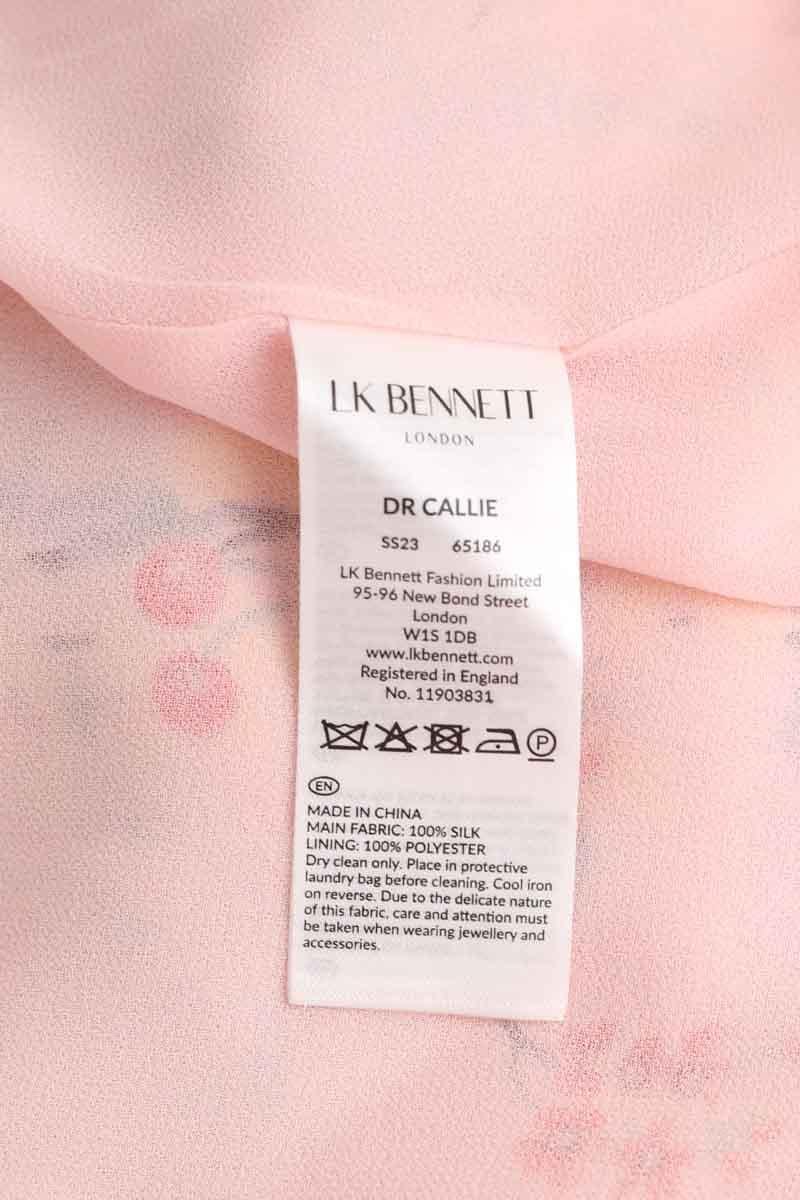 LK BENNETT
LONDON
DR CALLIE
SS23 65186
LK Bennett Fashion Limited
95-96 New Bond Street
London
W1S 1DB
www.lkbennett.com
Registered in England
No. 11903831
P
EN
MADE IN CHINA
MAIN FABRIC: 100% SILK
LINING: 100% POLYESTER
Dry clean only. Place in protective
laundry bag before cleaning. Cool iron
on reverse. Due to the delicate nature
of this fabric, care and attention must
be taken when wearing jewellery and
accessories.